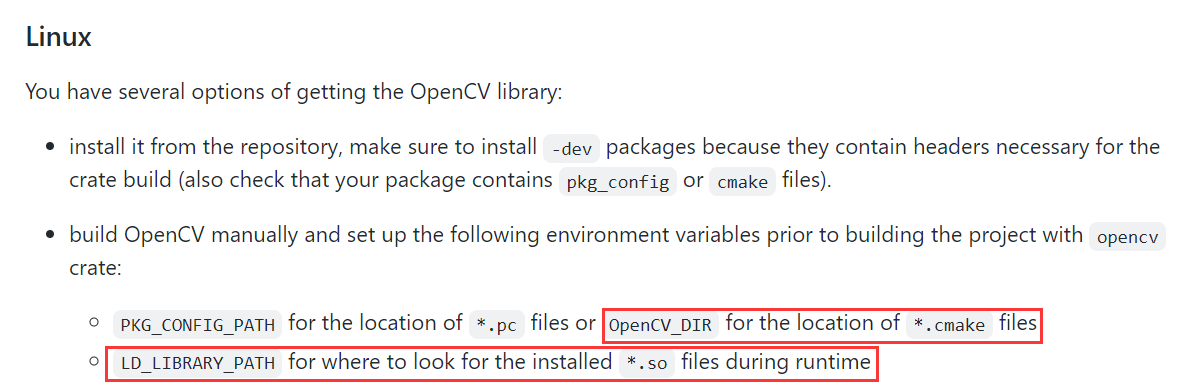 Linux
You have several options of getting the OpenCV library:
install it from the repository, make sure to install -dev packages because they contain headers necessary for the
crate build (also check that your package contains pkg_config or cmake files).
build OpenCV manually and set up the following environment variables prior to building the project with opencv
crate:
PKG_CONFIG_PATH for the location of *.pc files or OpenCV_DIR for the location of *.cmake files
LD_LIBRARY_PATH for where to look for the installed *.so files during runtime